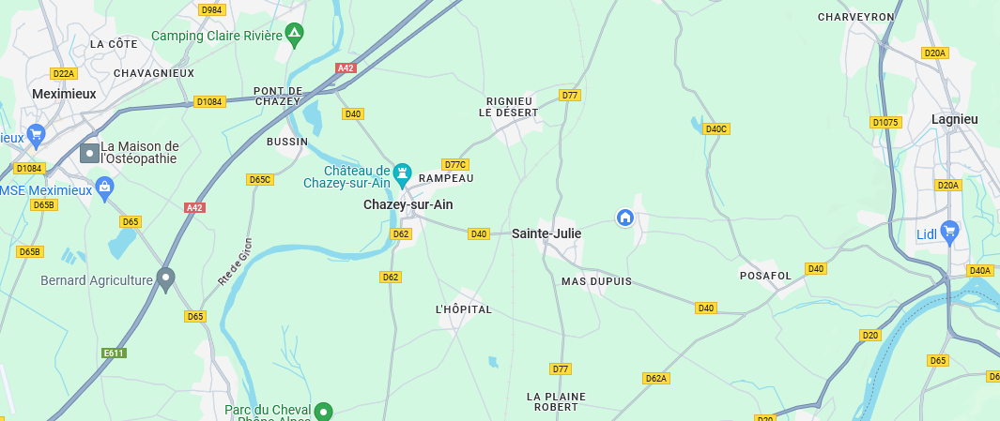 D984
CHARVEYRON
Camping Claire Rivière
LA CÔTE
D20A
A42
D22A
CHAVAGNIEUX
Meximieux
PONT DE
CHAZEY
D1084
RIGNIEU
LE DÉSERT
D77
D40
D40C
D1075
Lagnieu
ieux
BUSSIN
La Maison de
l'Ostéopathie
D1084
D77C
Château de
Chazey-sur-Ain
RAMPEAU
D65C
D20A
MSE Meximieux
D65B
A42
Chazey-sur-Ain
D65
D62
D40
Sainte-Julie
Lidl
D65B
Rte de Giron
D62
Bernard Agriculture
MAS DUPUIS
POSAFOL
D40
D40A
L'HÔPITAL
D40
D65
D20
E611
D77
D62A
D65
D6
LA PLAINE
ROBERT
Parc du Cheval
Rhône-Alpes
D20